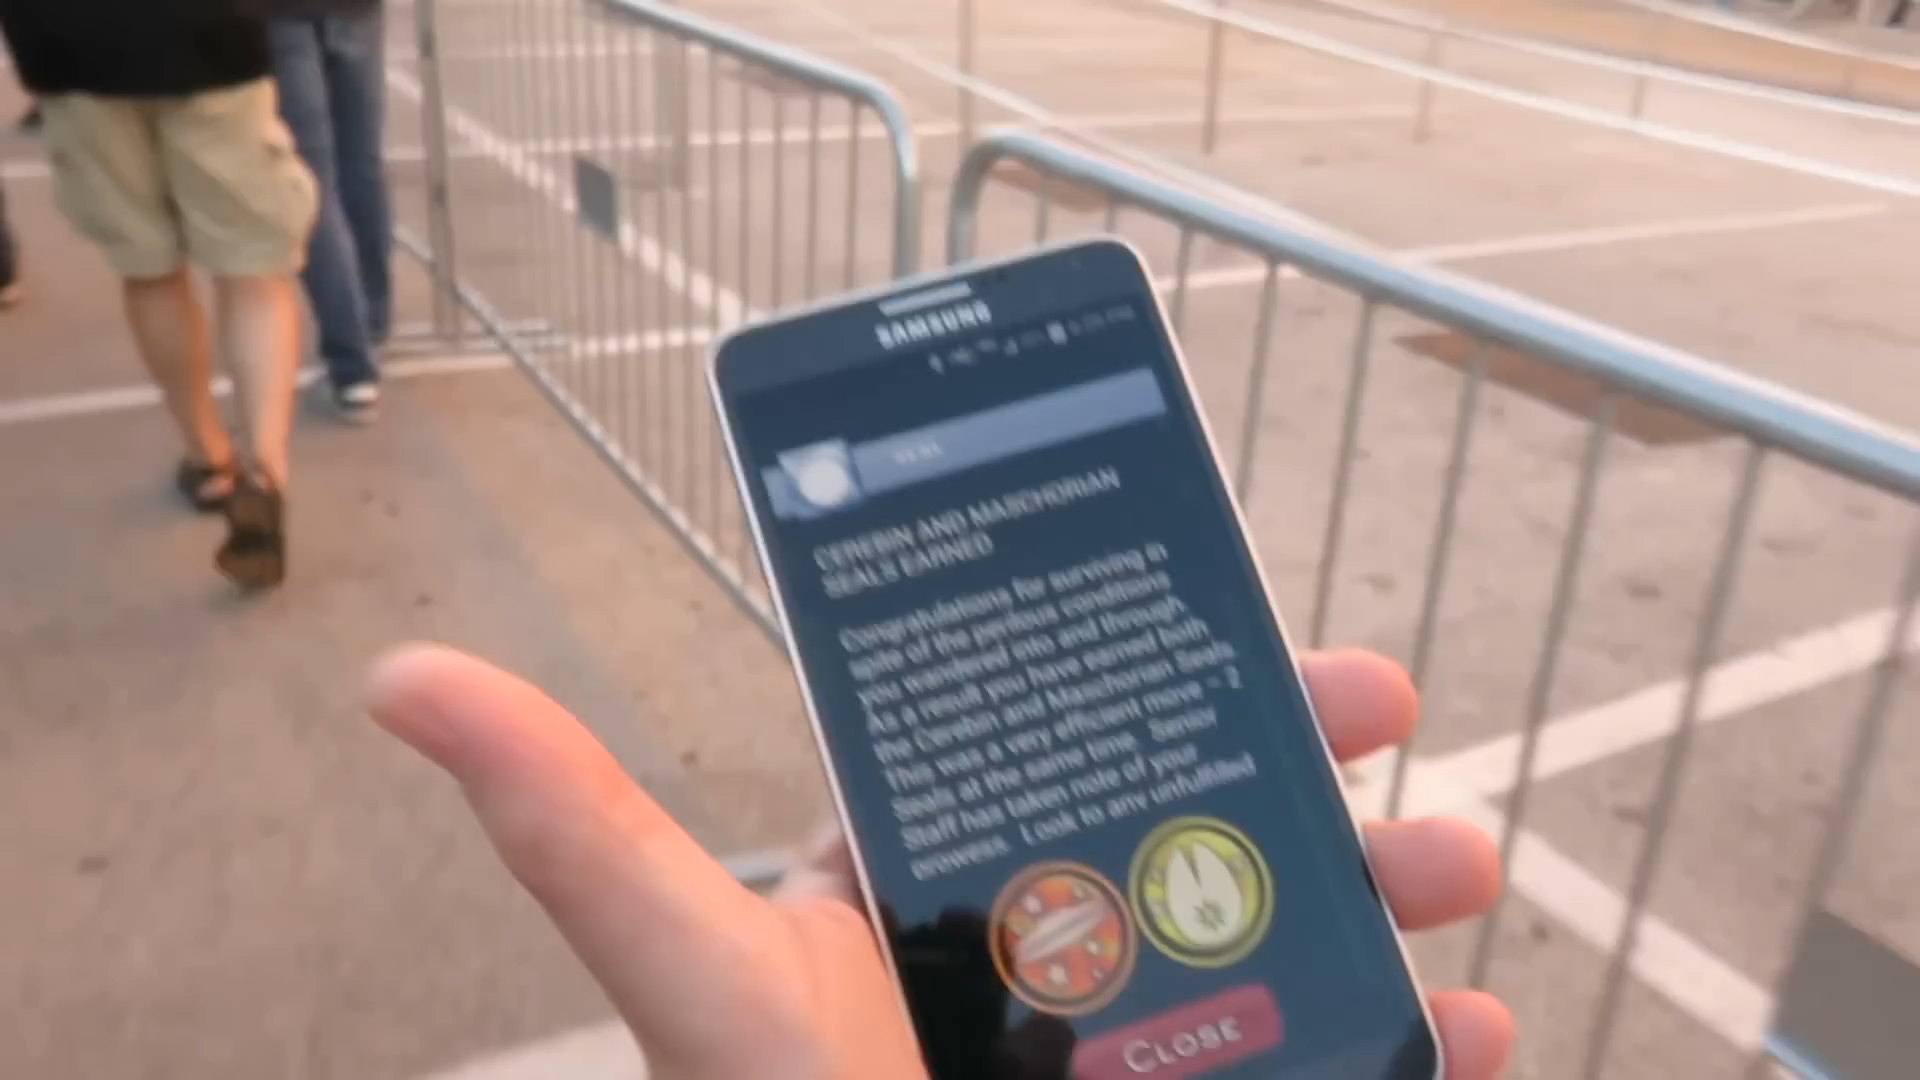 SAMSUNG
CEREBIN AND MASCHORIAN
SEALS EARNED
Congratulations for surviving in
spite of the perilous conditions
you wandered into and through.
As a result you have earned both
the Cerebin and Maschorian Seals.
This was a very efficient move - 2
Seals at the same time. Senior
Staff has taken note of your
prowess. Look to any unfulfilled
CLOSE